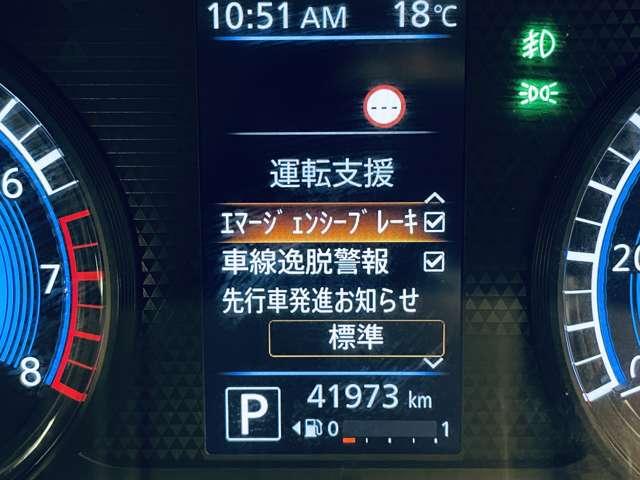 10:51 AM 18℃
---
運転支援
ｴﾏｰｼﾞｪﾝｼｰﾌﾞﾚｰｷ
車線逸脱警報
先行車発進お知らせ
標準
P 41973 km
0 1
6
7
8
20